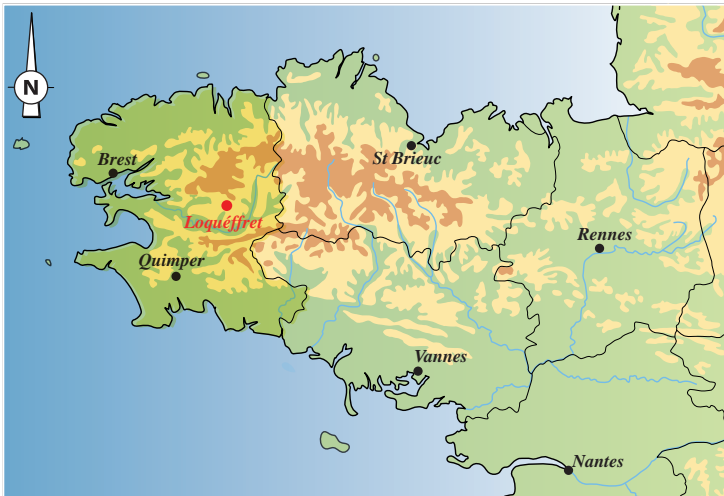 N
Brest
St Brieuc
Loquéffret
Rennes
Quimper
Vannes
Nantes